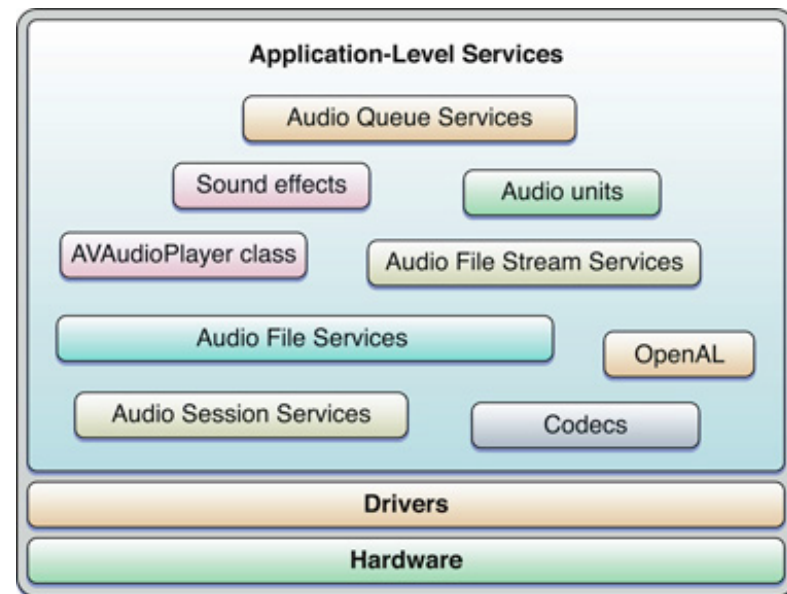 Application-Level Services
Audio Queue Services
Sound effects
Audio units
AVAudioPlayer class
Audio File Stream Services
Audio File Services
OpenAL
Audio Session Services
Codecs
Drivers
Hardware